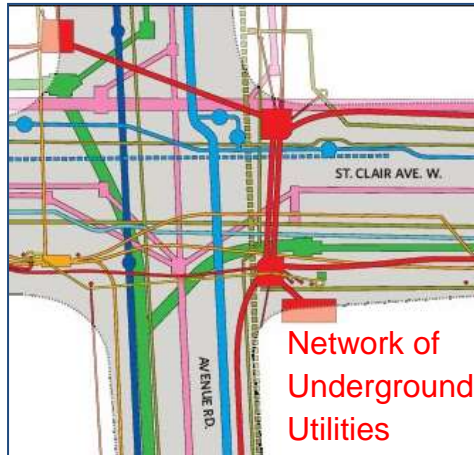 ST. CLAIR AVE. W.
AVENUE RD.
Network of
Underground
Utilities